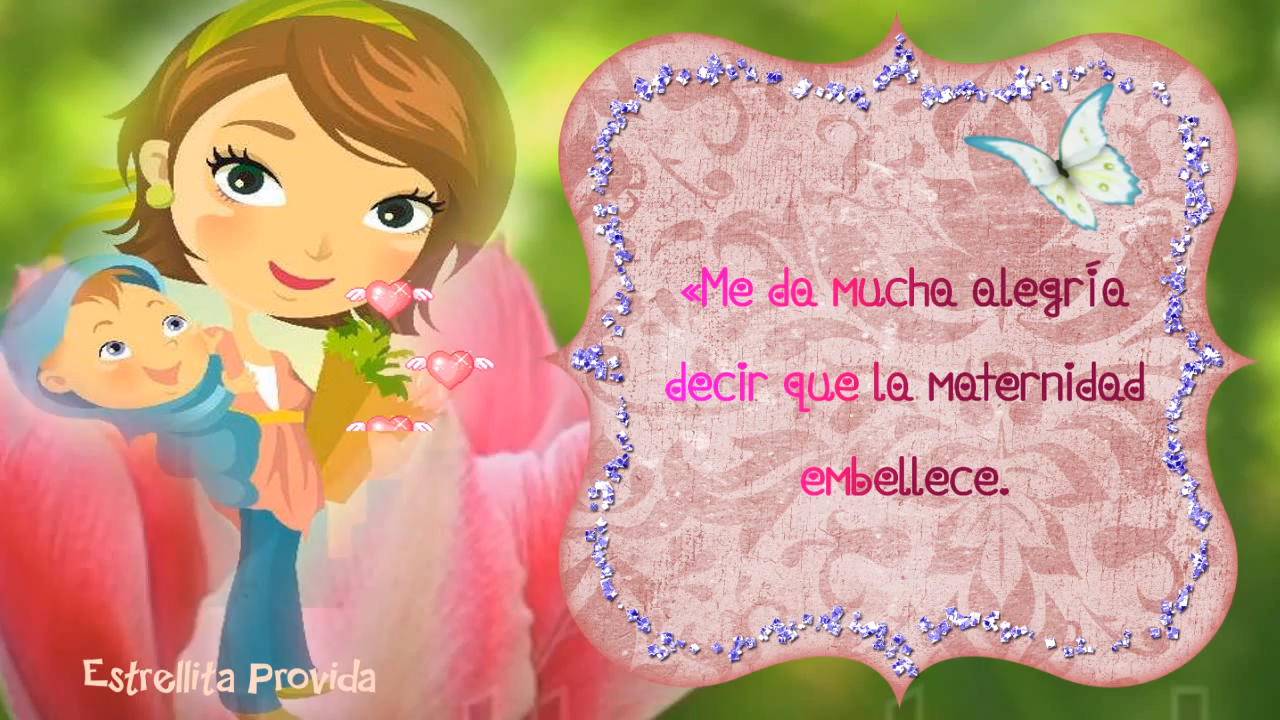 «Me da mucha alegría
decir que la maternidad
embellece.
Estrellita Provida